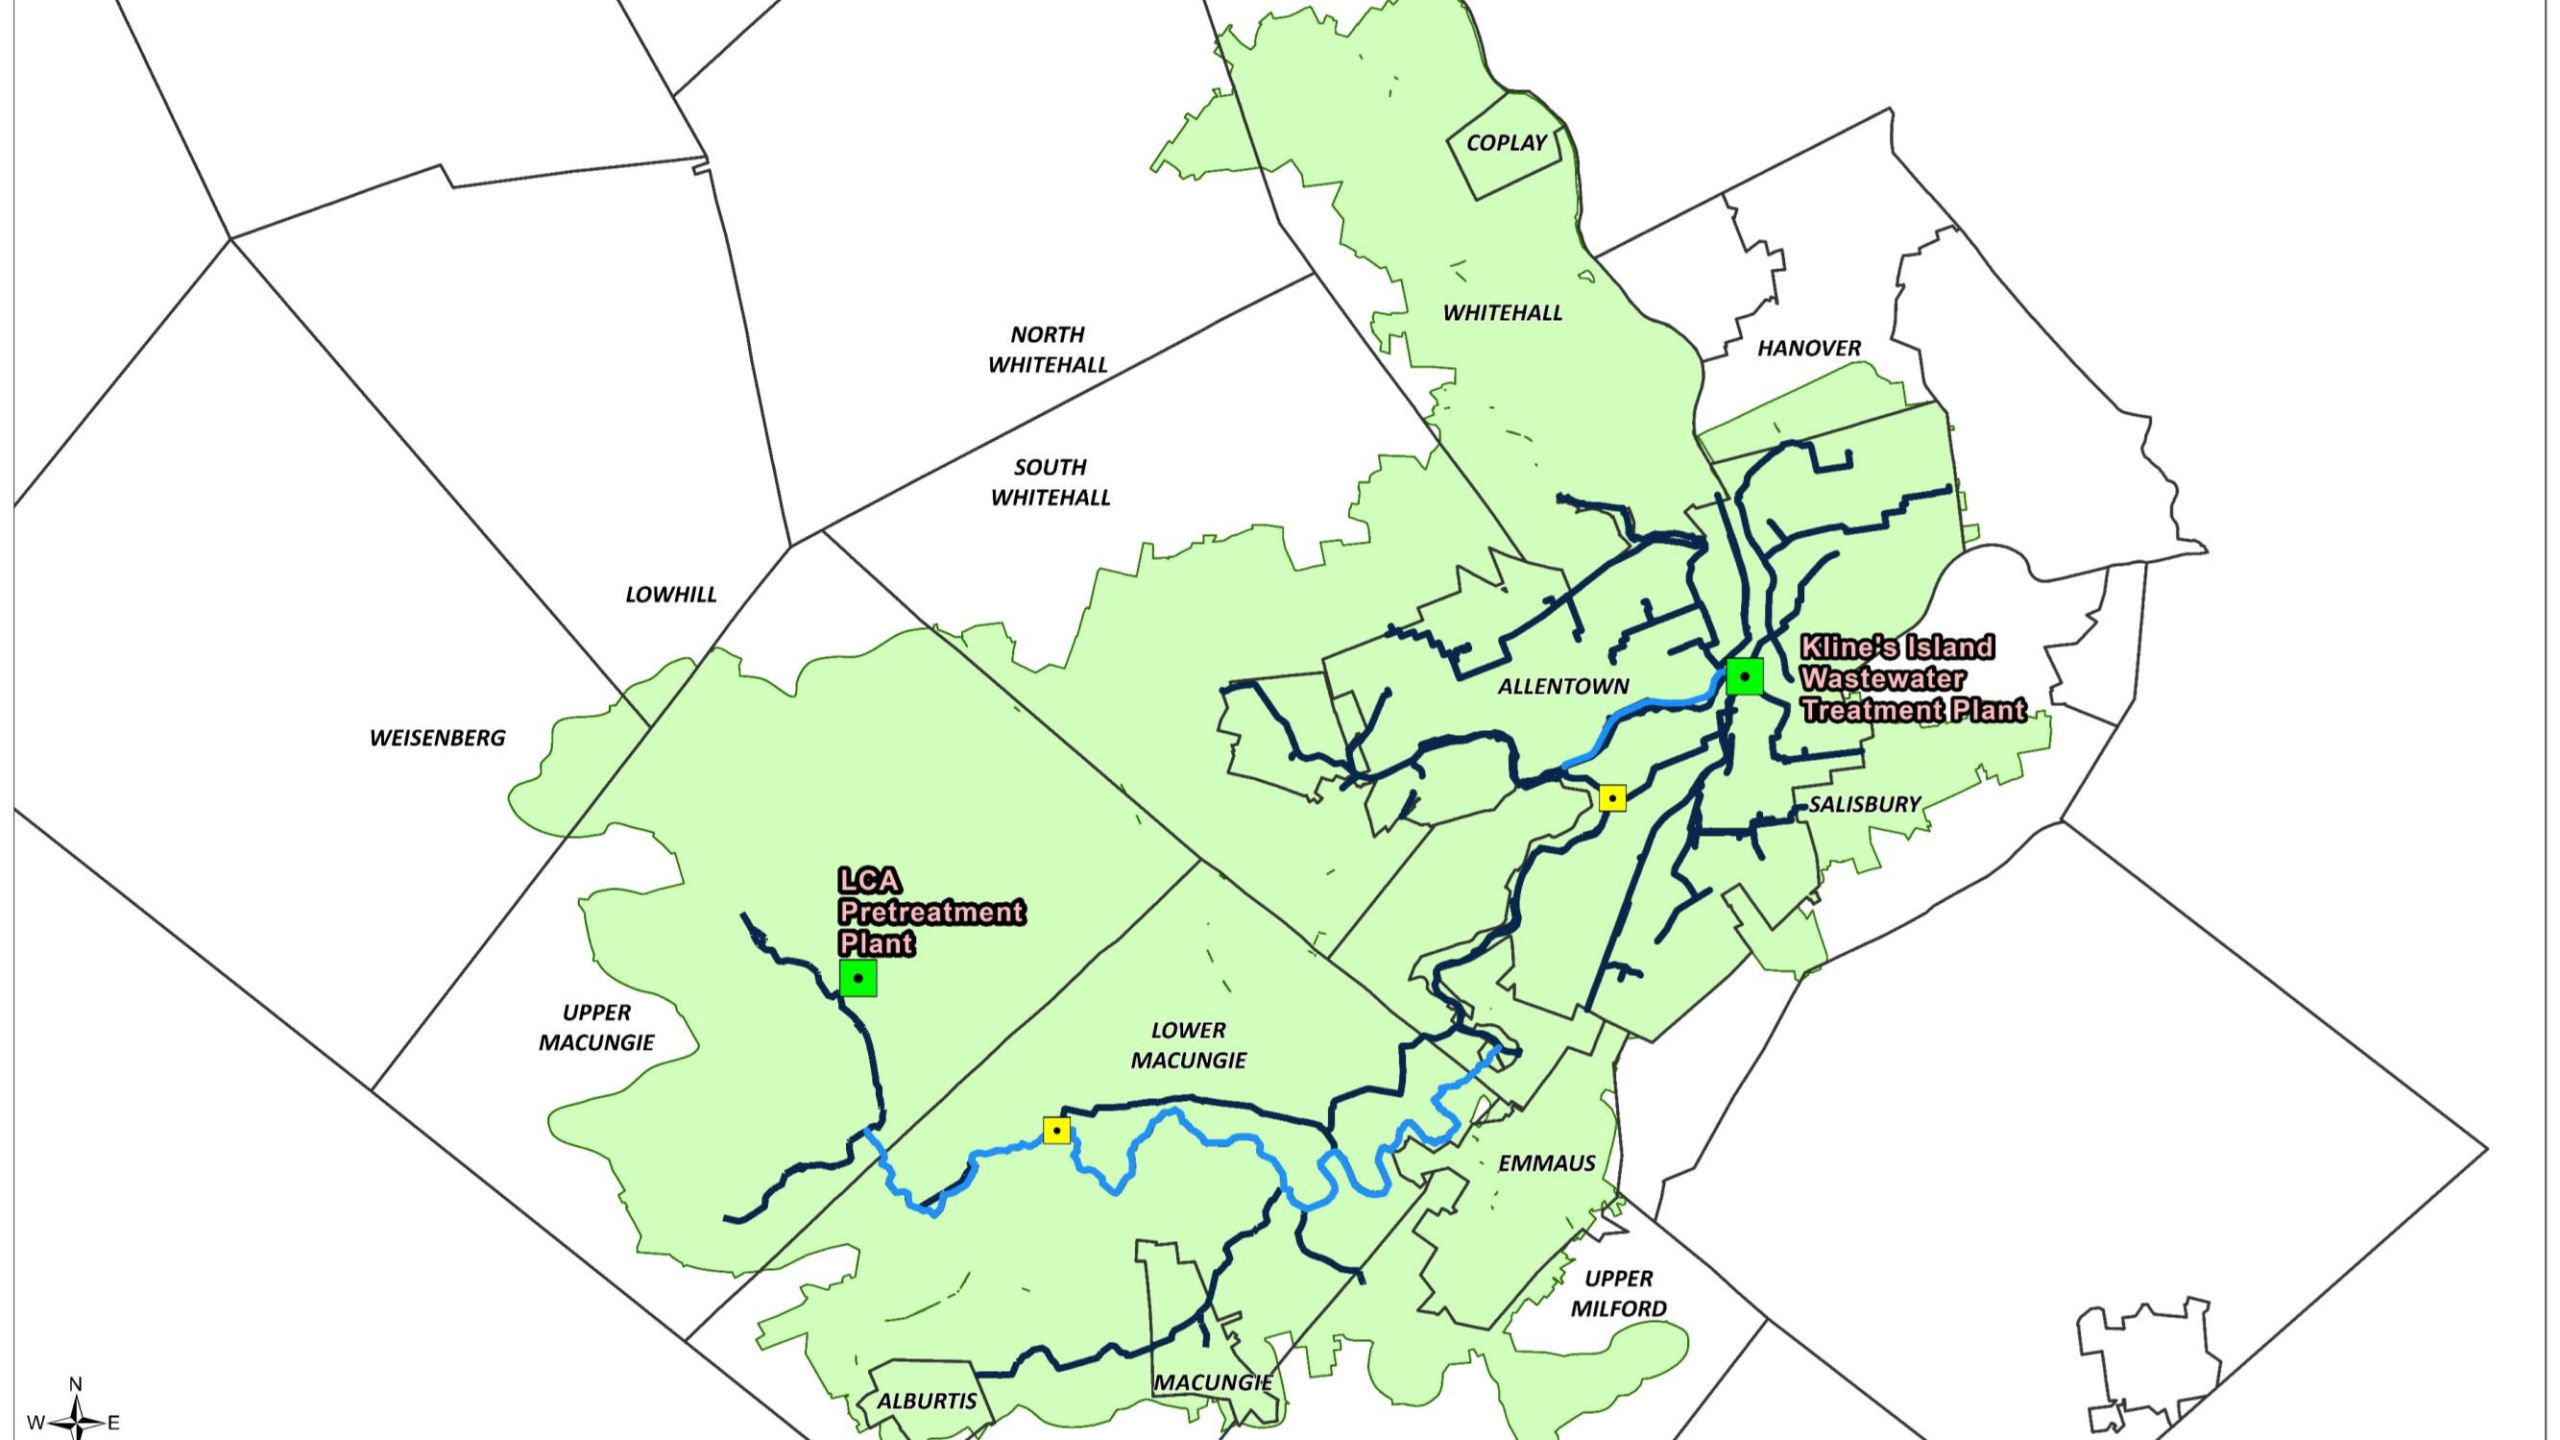 COPLAY
WHITEHALL
NORTH
WHITEHALL
HANOVER
SOUTH
WHITEHALL
LOWHILL
Kline's Island
Wastewater
Treatment Plant
ALLENTOWN
WEISENBERG
SALISBURY
LCA
Pretreatment
Plant
UPPER
MACUNGIE
LOWER
MACUNGIE
EMMAUS
UPPER
MILFORD
MACUNGIE
ALBURTIS
N
W
E